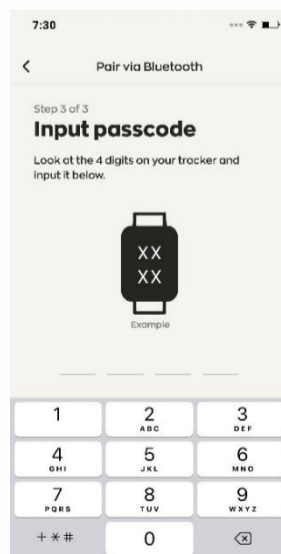 7:30
Pair via Bluetooth
Step 3 of 3
Input passcode
Look at the 4 digits on your tracker and
input it below.
XX
XX
Example
1
2
ABC
3
DEF
4
GHI
5
JKL
6
MNO
7
PQRS
8
TUV
9
WXYZ
+ * #
0